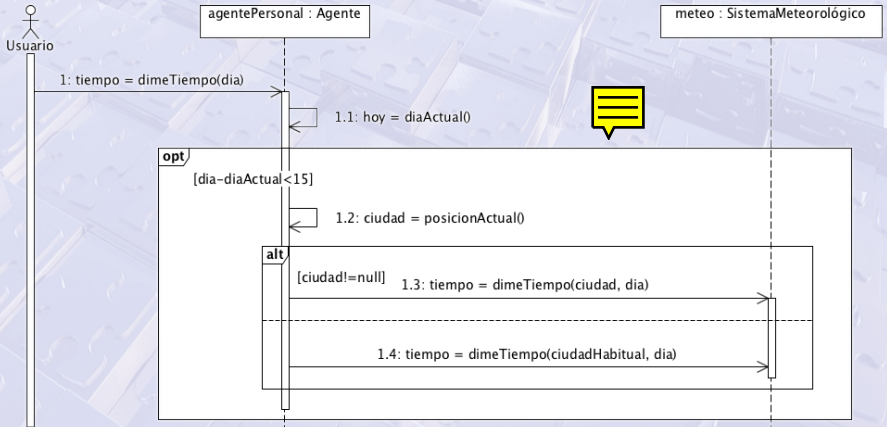 agentePersonal : Agente
meteo : SistemaMeteorológico
Usuario
1: tiempo = dimeTiempo(dia)
1.1: hoy = diaActual()
opt
[dia-diaActual<15]
1.2: ciudad = posicionActual()
alt
[ciudad!=null]
1.3: tiempo = dimeTiempo(ciudad, dia)
1.4: tiempo = dimeTiempo(ciudadHabitual, dia)